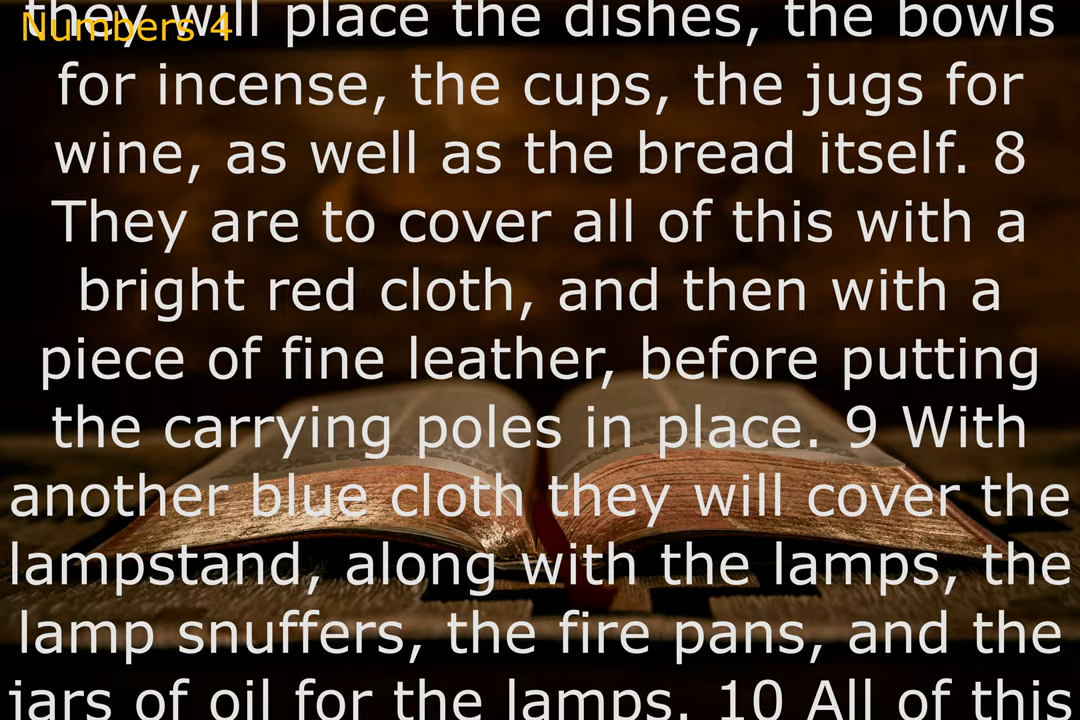 they will place the dishes, the bowls
Numbers 4
for incense, the cups, the jugs for
wine, as well as the bread itself. 8
They are to cover all of this with a
bright red cloth, and then with a
piece of fine leather, before putting
the carrying poles in place. 9 With
another blue cloth they will cover the
lampstand, along with the lamps, the
lamp snuffers, the fire pans, and the
jars of oil for the lamps. 10 All of this